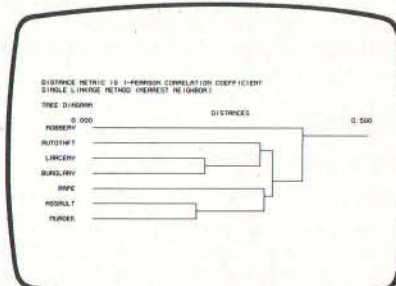 DISTANCE METRIC IS 1-PEARSON CORRELATION COEFFICIENT
SINGLE LINKAGE METHOD (NEAREST NEIGHBOR)
TREE DIAGRAM
DISTANCES
0.000 0.500
ROBBERY
AUTOTHFT
LARCENY
BURGLARY
RAPE
ASSAULT
MURDER